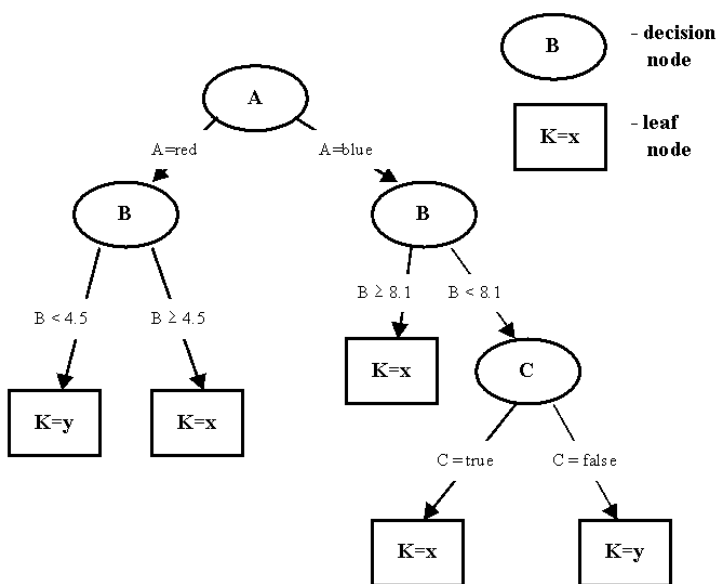 B
- decision
node
A
K=x
- leaf
node
A=red
A=blue
B
B
B < 4.5
B ≥ 4.5
B ≥ 8.1
B < 8.1
K=x
C
K=y
K=x
C =true
C = false
K=x
K=y